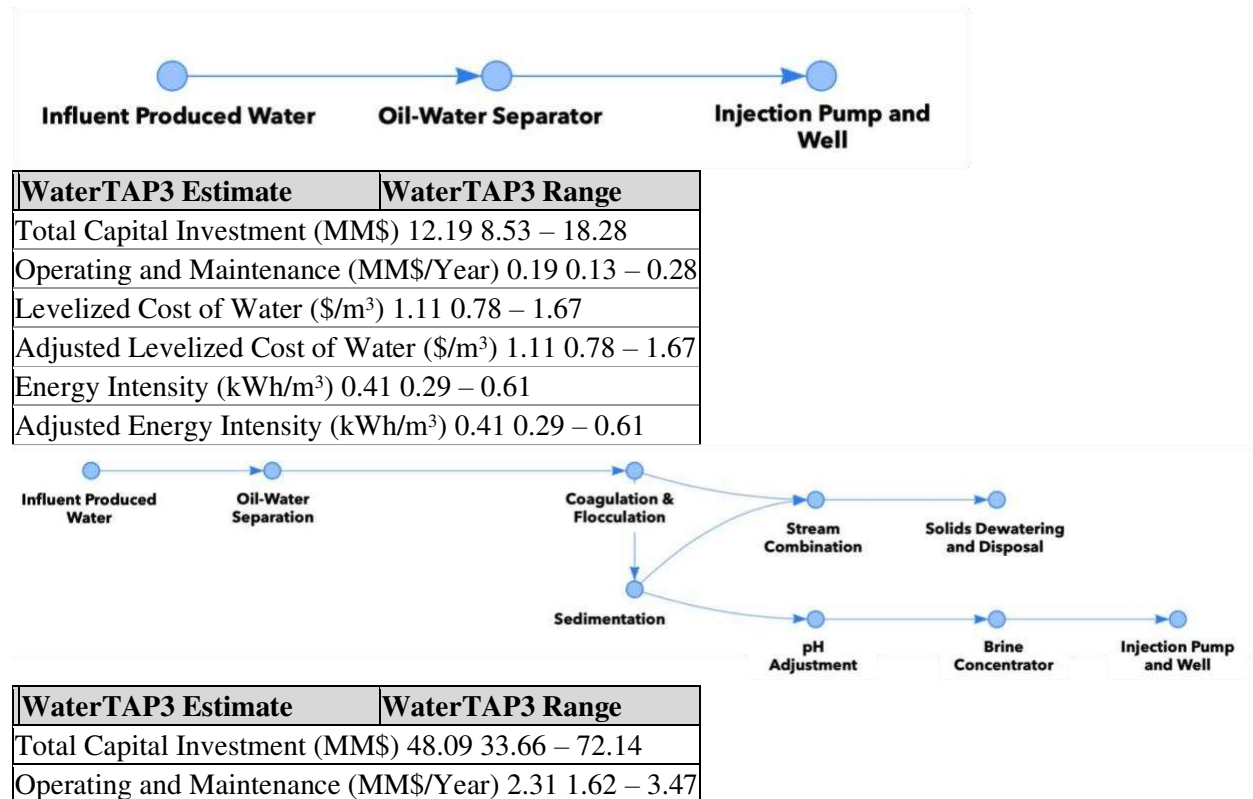 Influent Produced Water
Oil-Water Separator
Injection Pump and
Well
WaterTAP3 Estimate WaterTAP3 Range
Total Capital Investment (MM$) 12.19 8.53 – 18.28
Operating and Maintenance (MM$/Year) 0.19 0.13 – 0.28
Levelized Cost of Water ($/m³) 1.11 0.78 – 1.67
Adjusted Levelized Cost of Water ($/m³) 1.11 0.78 – 1.67
Energy Intensity (kWh/m³) 0.41 0.29 – 0.61
Adjusted Energy Intensity (kWh/m³) 0.41 0.29 – 0.61
Influent Produced
Water
Oil-Water
Separation
Coagulation &
Flocculation
Stream
Combination
Solids Dewatering
and Disposal
Sedimentation
pH
Adjustment
Brine
Concentrator
Injection Pump
and Well
WaterTAP3 Estimate WaterTAP3 Range
Total Capital Investment (MM$) 48.09 33.66 – 72.14
Operating and Maintenance (MM$/Year) 2.31 1.62 – 3.47